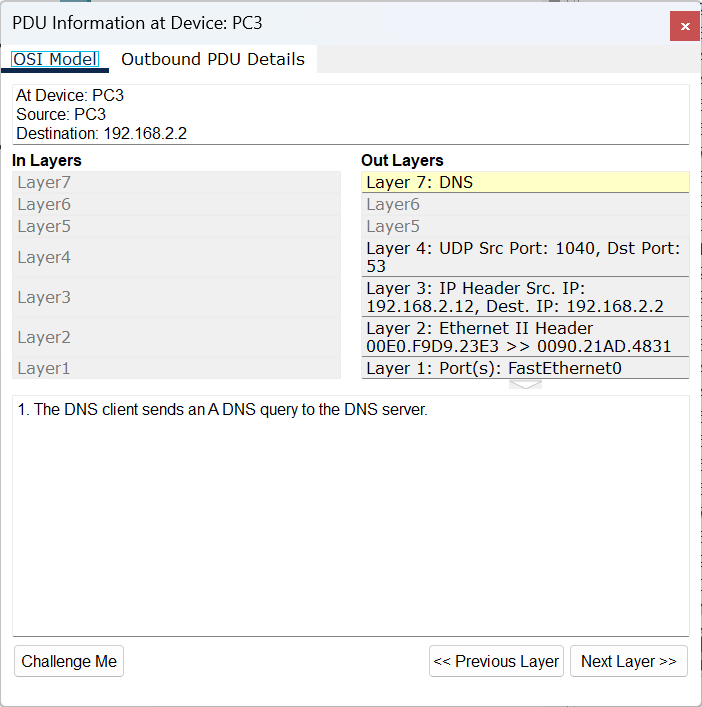 PDU Information at Device: PC3
×
OSI Model
Outbound PDU Details
At Device: PC3
Source: PC3
Destination: 192.168.2.2
In Layers
Layer7
Layer6
Layer5
Layer4
Layer3
Layer2
Layer1
Out Layers
Layer 7: DNS
Layer6
Layer5
Layer 4: UDP Src Port: 1040, Dst Port:
53
Layer 3: IP Header Src. IP:
192.168.2.12, Dest. IP: 192.168.2.2
Layer 2: Ethernet II Header
00E0.F9D9.23E3 >> 0090.21AD.4831
Layer 1: Port(s): FastEthernet0
1. The DNS client sends an A DNS query to the DNS server.
Challenge Me
<< Previous Layer
Next Layer >>